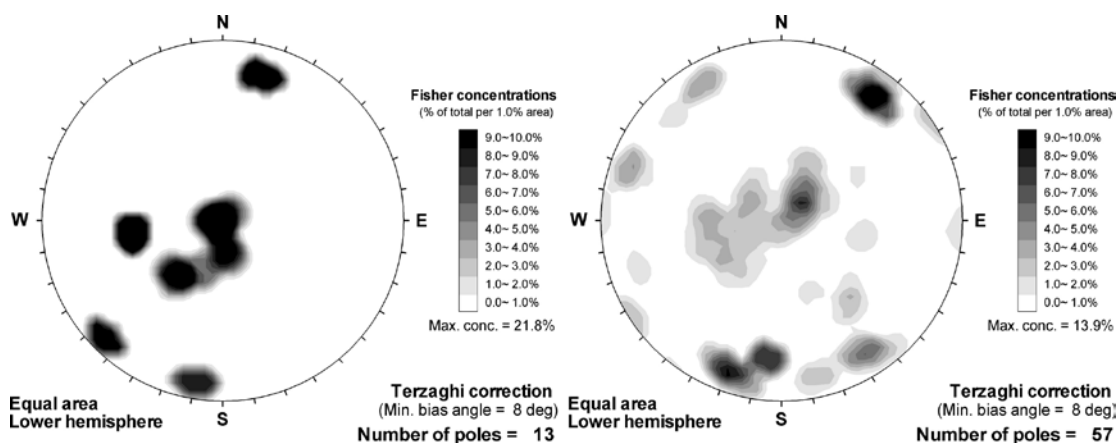 N
W
E
S
Fisher concentrations
(% of total per 1.0% area)
9.0~ 10.0%
8.0~ 9.0%
7.0~ 8.0%
6.0~ 7.0%
5.0~ 6.0%
4.0~ 5.0%
3.0~ 4.0%
2.0~ 3.0%
1.0~ 2.0%
0.0~ 1.0%
Max. conc. = 21.8%
Equal area
Lower hemisphere
Terzaghi correction
(Min. bias angle = 8 deg)
Number of poles = 13
N
W
E
S
Fisher concentrations
(% of total per 1.0% area)
9.0~ 10.0%
8.0~ 9.0%
7.0~ 8.0%
6.0~ 7.0%
5.0~ 6.0%
4.0~ 5.0%
3.0~ 4.0%
2.0~ 3.0%
1.0~ 2.0%
0.0~ 1.0%
Max. conc. = 13.9%
Equal area
Lower hemisphere
Terzaghi correction
(Min. bias angle = 8 deg)
Number of poles = 57